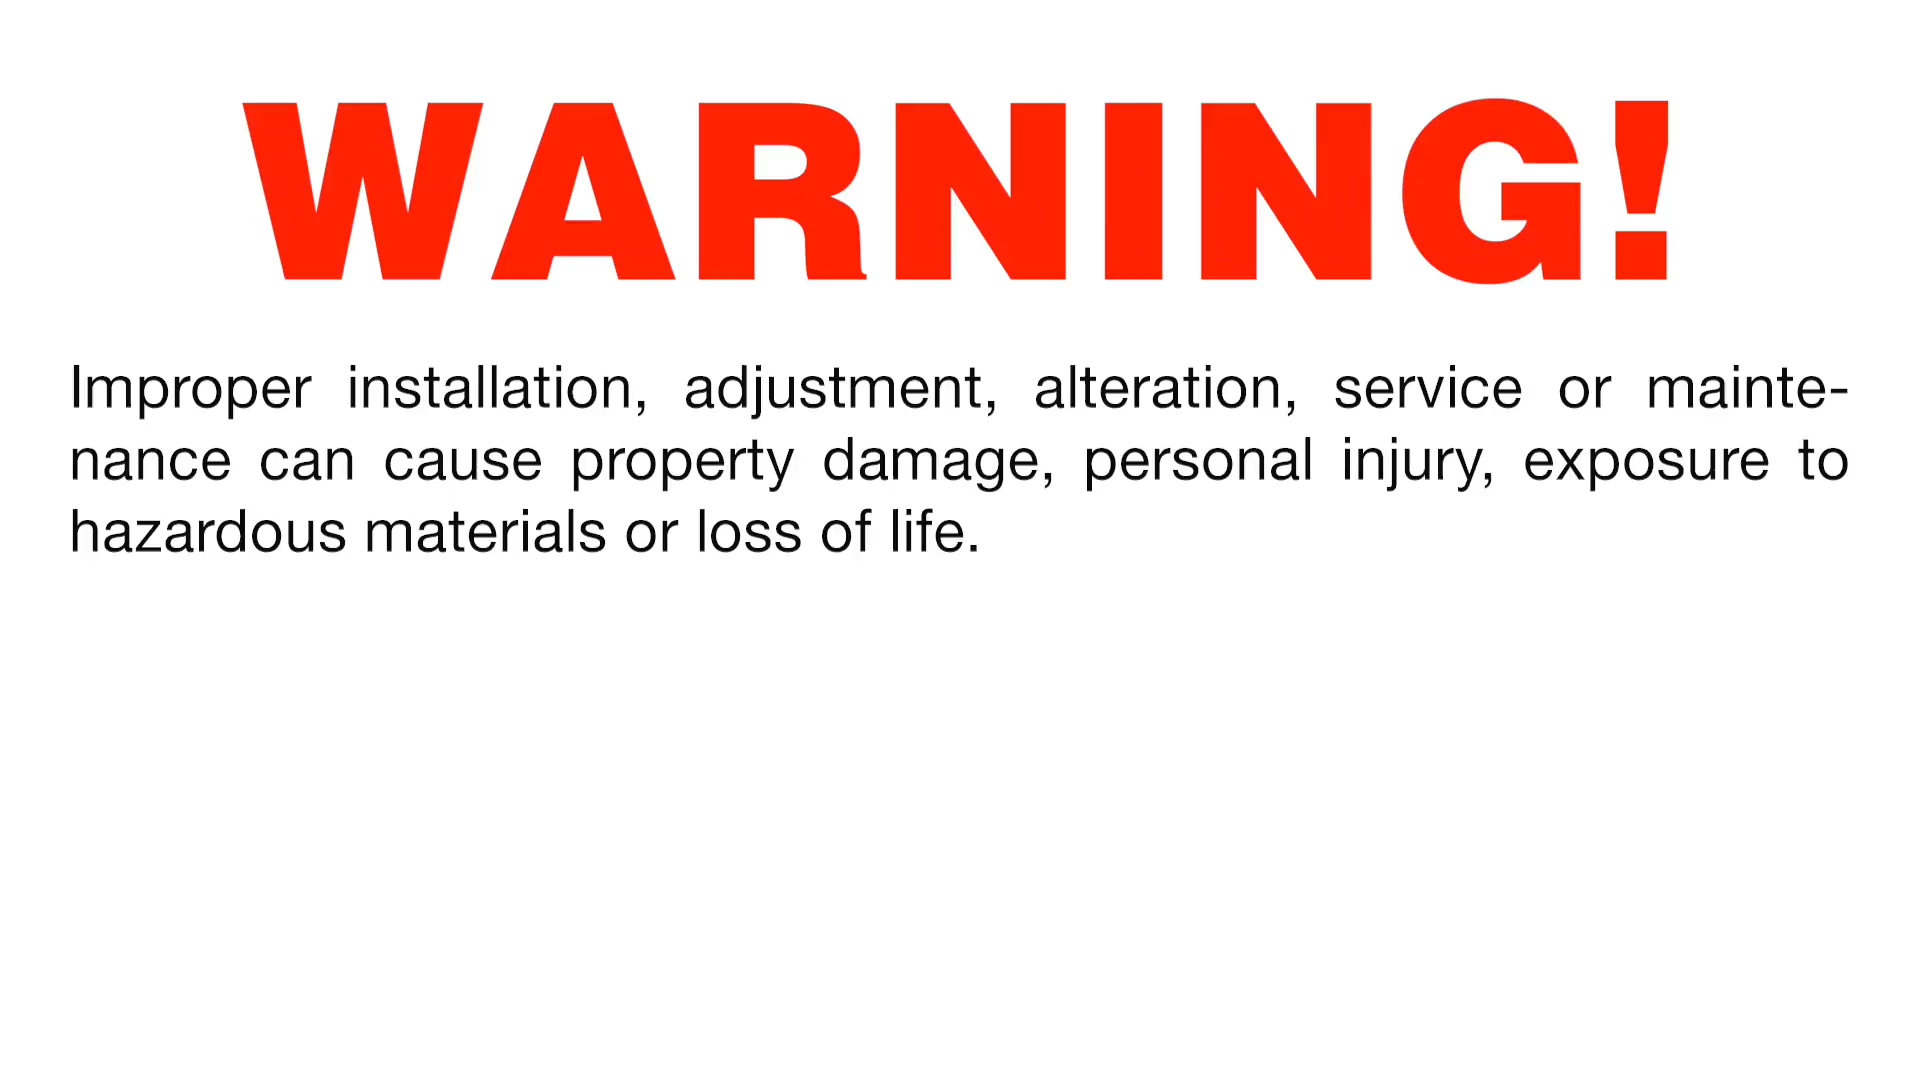 WARNING!
Improper installation, adjustment, alteration, service or mainte-
nance can cause property damage, personal injury, exposure to
hazardous materials or loss of life.